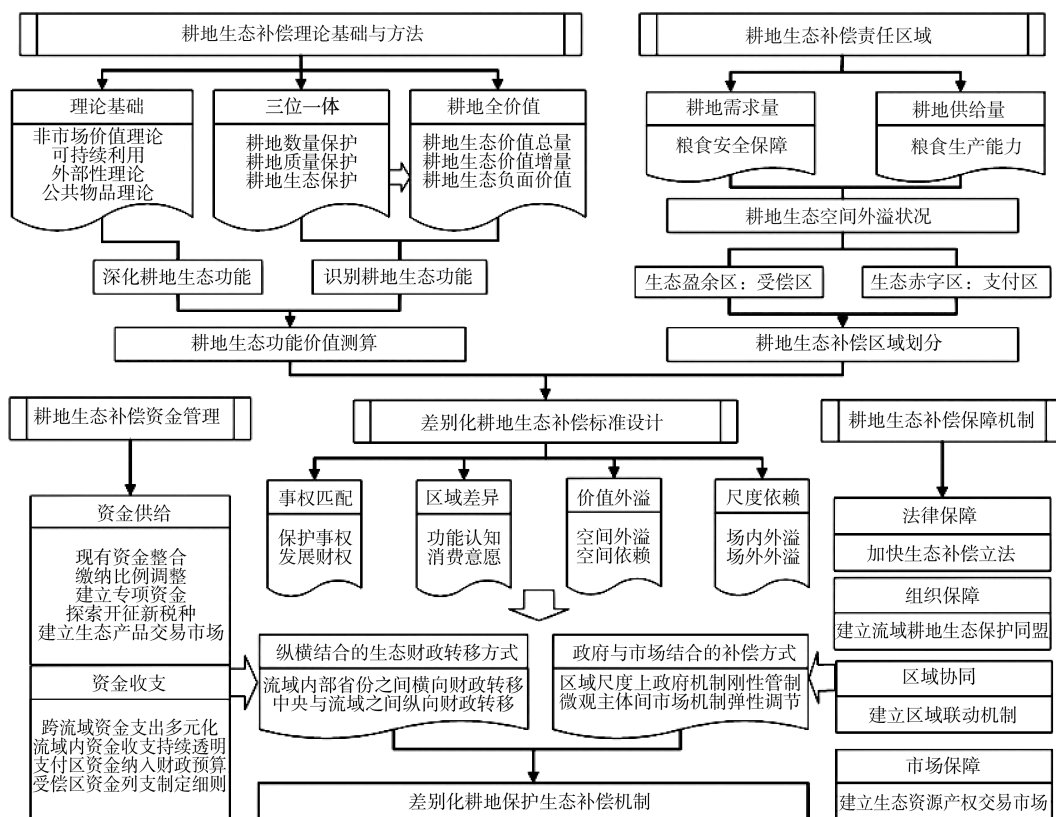 耕地生态补偿理论基础与方法
理论基础
非市场价值理论
可持续利用
外部性理论
公共物品理论
三位一体
耕地数量保护
耕地质量保护
耕地生态保护
耕地全价值
耕地生态价值总量
耕地生态价值增量
耕地生态负面价值
深化耕地生态功能
识别耕地生态功能
耕地生态功能价值测算
耕地生态补偿责任区域
耕地需求量
粮食安全保障
耕地供给量
粮食生产能力
耕地生态空间外溢状况
生态盈余区：受偿区
生态赤字区：支付区
耕地生态补偿区域划分
耕地生态补偿资金管理
资金供给
现有资金整合
缴纳比例调整
建立专项资金
探索开征新税种
建立生态产品交易市场
资金收支
跨流域资金支出多元化
流域内资金收支持续透明
支付区资金纳入财政预算
受偿区资金列支制定细则
差别化耕地生态补偿标准设计
事权匹配
保护事权
发展财权
区域差异
功能认知
消费意愿
价值外溢
空间外溢
空间依赖
尺度依赖
场内外溢
场外外溢
纵横结合的生态财政转移方式
流域内部省份之间横向财政转移
中央与流域之间纵向财政转移
政府与市场结合的补偿方式
区域尺度上政府机制刚性管制
微观主体间市场机制弹性调节
差别化耕地保护生态补偿机制
耕地生态补偿保障机制
法律保障
加快生态补偿立法
组织保障
建立流域耕地生态保护同盟
区域协同
建立区域联动机制
市场保障
建立生态资源产权交易市场